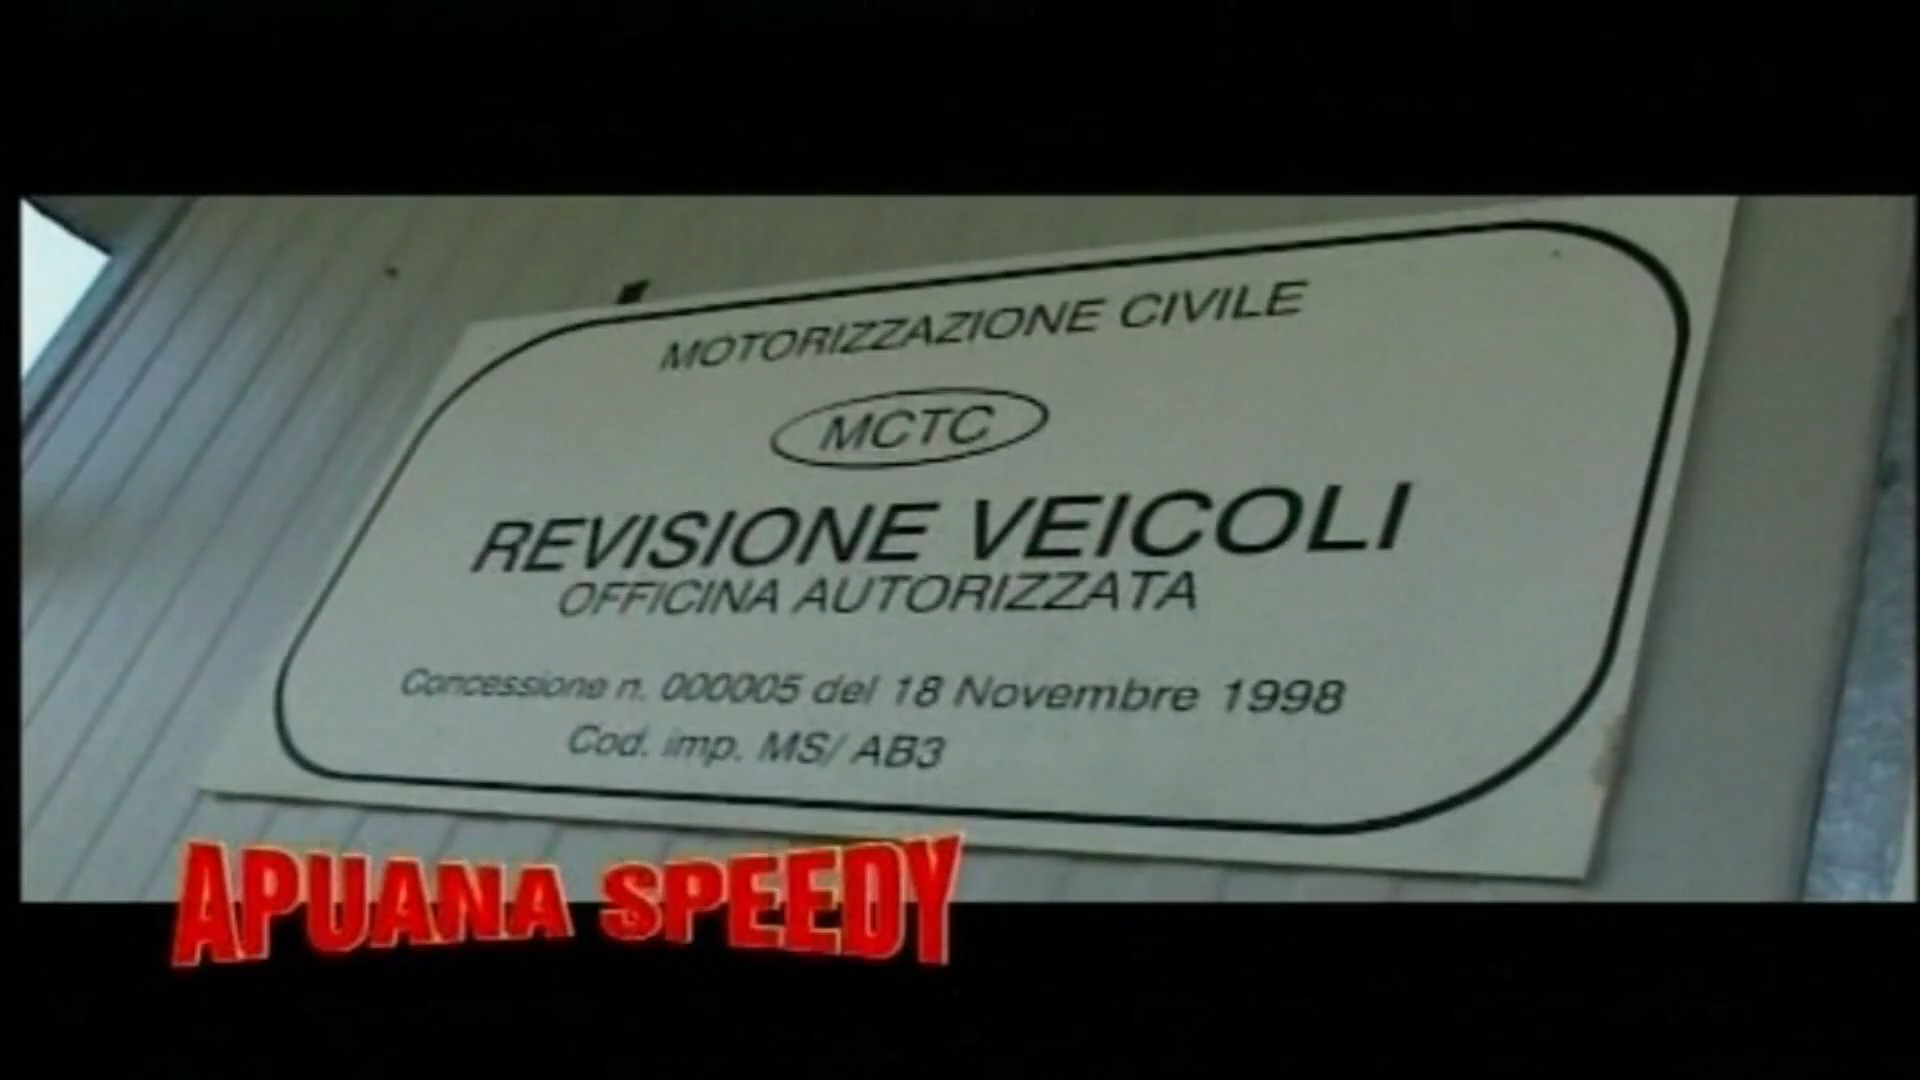 MOTORIZZAZIONE CIVILE
MCTC
REVISIONE VEICOLI
OFFICINA AUTORIZZATA
Concessione n. 000005 del 18 Novembre 1998
Cod. imp. MS/ AB3
APUANA SPEEDY